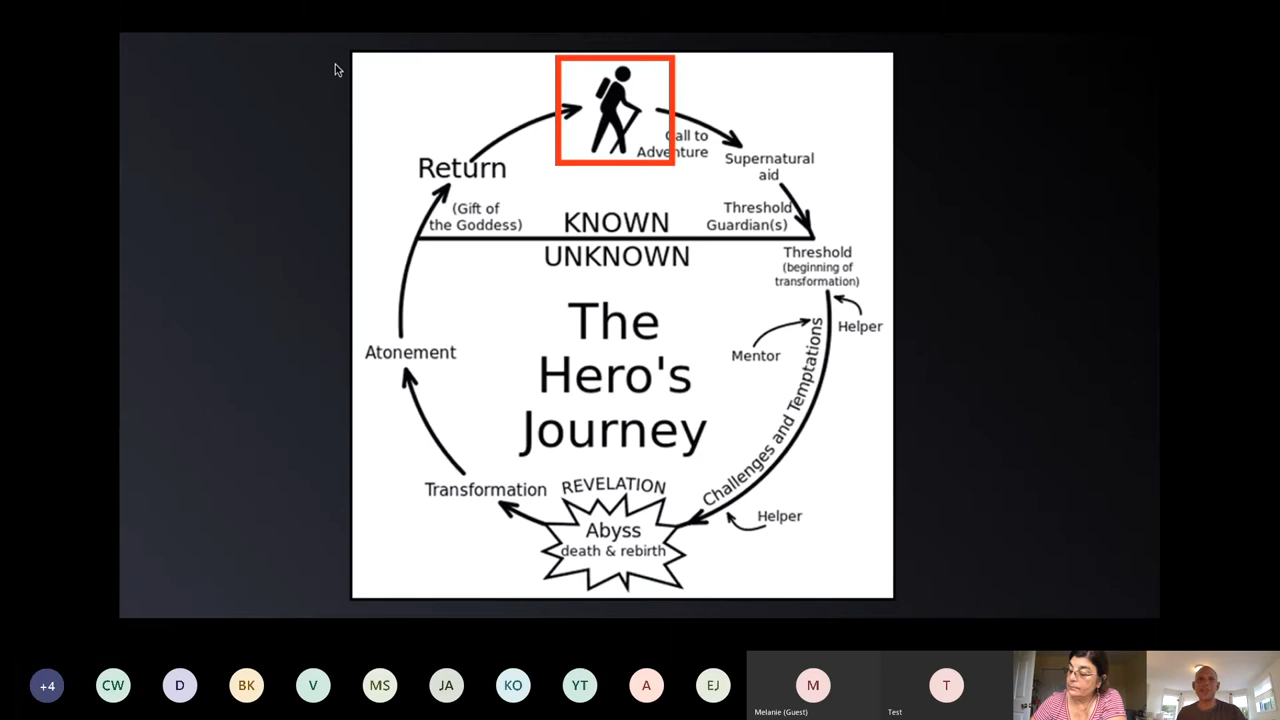 Call to
Adventure
Supernatural
aid
Return
(Gift of
the Goddess)
KNOWN
Threshold
Guardian(s)
UNKNOWN
Threshold
(beginning of
transformation)
Helper
Mentor
Challenges and Temptations
The
Hero's
Journey
Atonement
Transformation
REVELATION
Abyss
death & rebirth
Helper
+4
CW
D
BK
V
MS
JA
KO
YT
A
EJ
M
Melanie (Guest)
T
Test